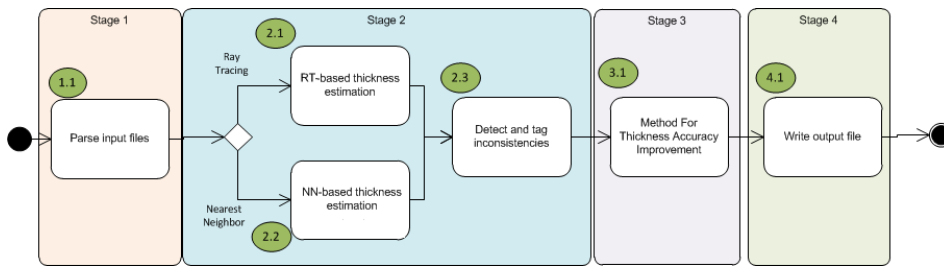 Stage 1
Stage 2
Stage 3
Stage 4
1.1
Parse input files
Ray
Tracing
2.1
RT-based thickness
estimation
Nearest
Neighbor
2.2
NN-based thickness
estimation
2.3
Detect and tag
inconsistencies
3.1
Method For
Thickness Accuracy
Improvement
4.1
Write output file